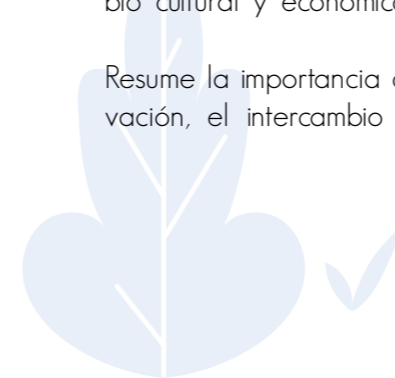 bio cultural y económico
Resume la importancia
vación, el intercambio